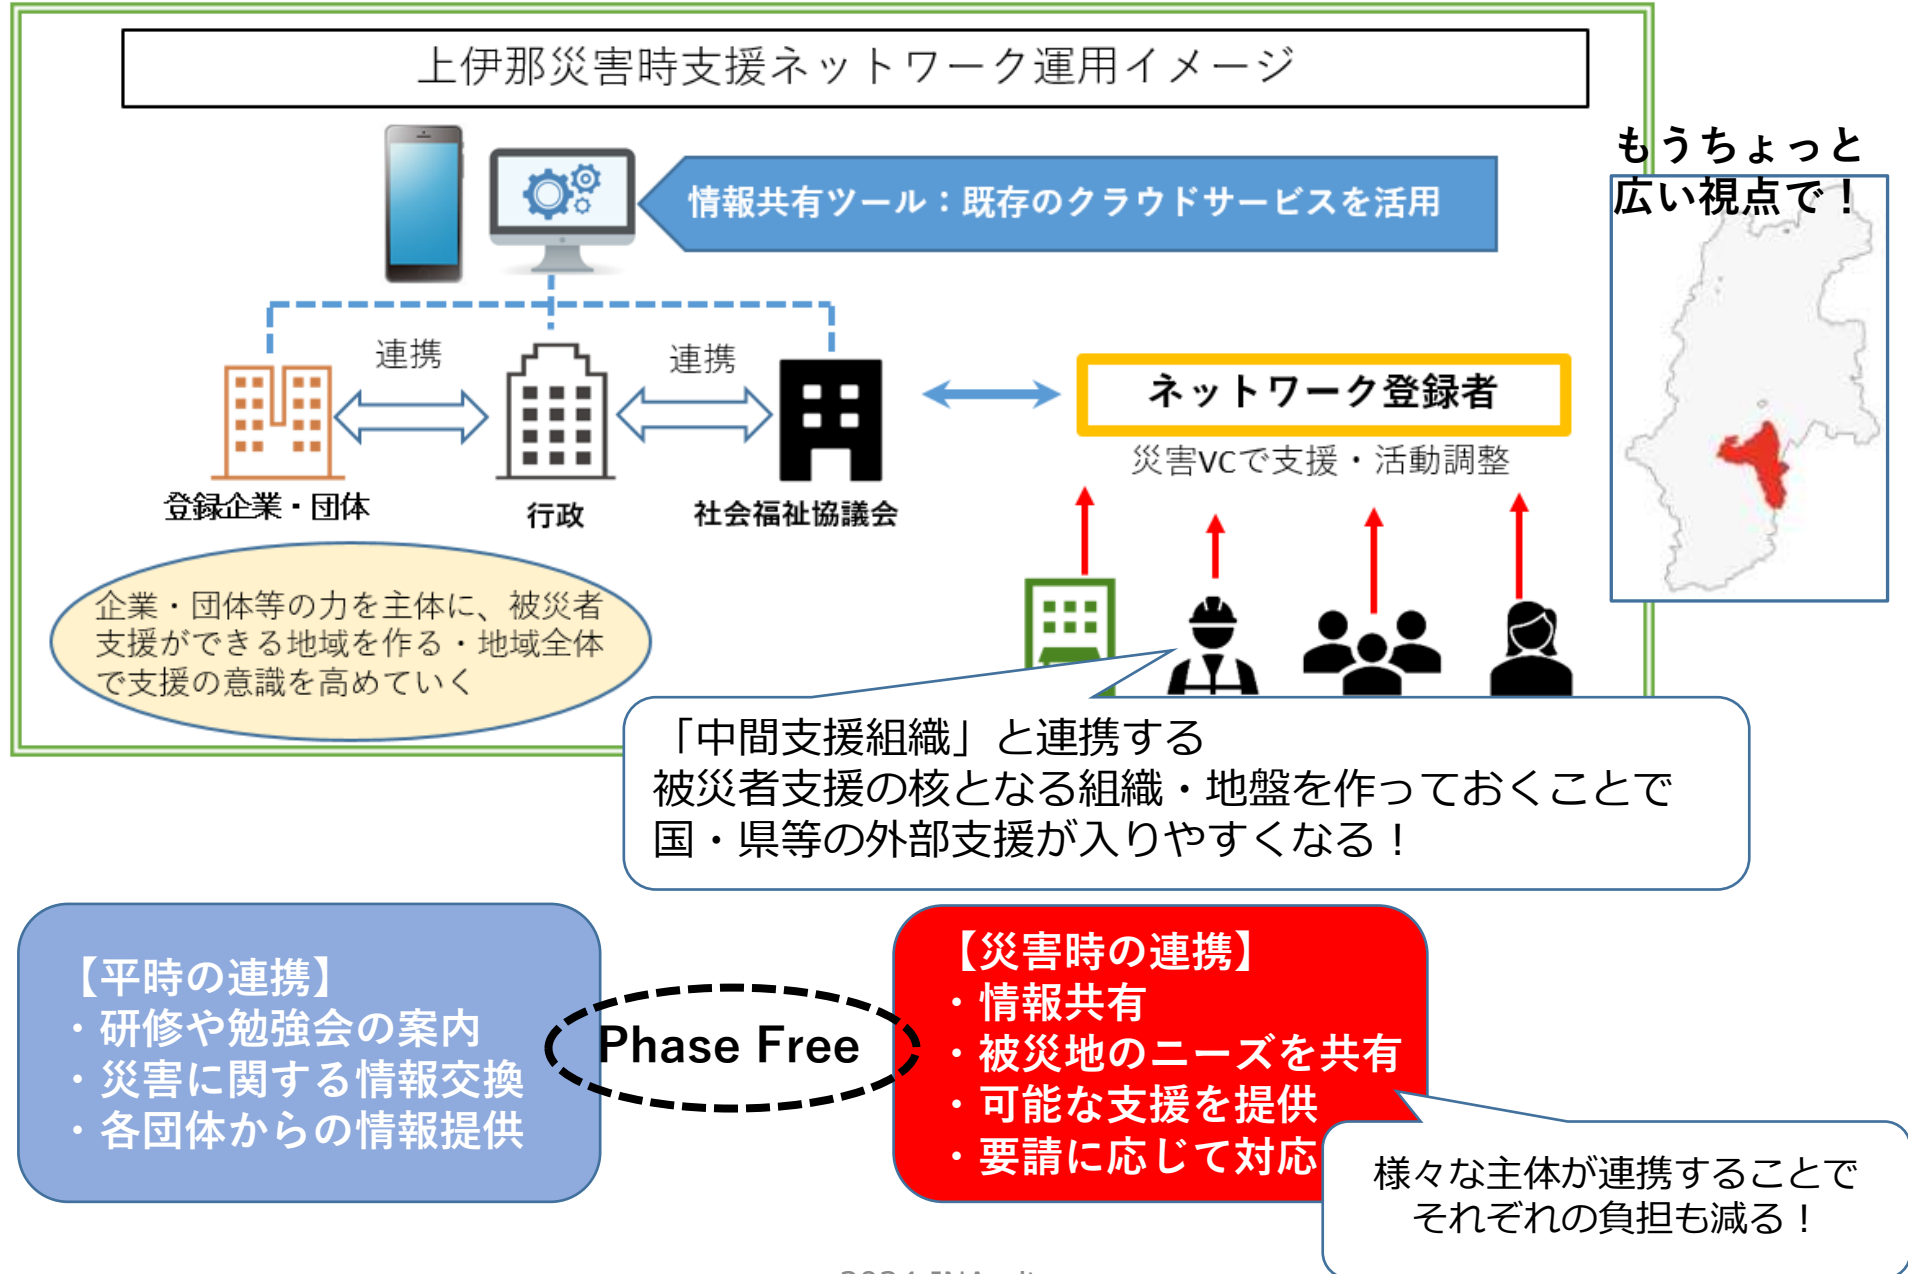 上伊那災害時支援ネットワーク運用イメージ
もうちょっと
広い視点で！
情報共有ツール：既存のクラウドサービスを活用
連携
連携
登録企業・団体
行政
社会福祉協議会
ネットワーク登録者
災害VCで支援・活動調整
企業・団体等の力を主体に、被災者
支援ができる地域を作る・地域全体
で支援の意識を高めていく
「中間支援組織」と連携する
被災者支援の核となる組織・地盤を作っておくことで
国・県等の外部支援が入りやすくなる！
【平時の連携】
・研修や勉強会の案内
・災害に関する情報交換
・各団体からの情報提供
Phase Free
【災害時の連携】
・情報共有
・被災地のニーズを共有
・可能な支援を提供
・要請に応じて対応
様々な主体が連携することで
それぞれの負担も減る！